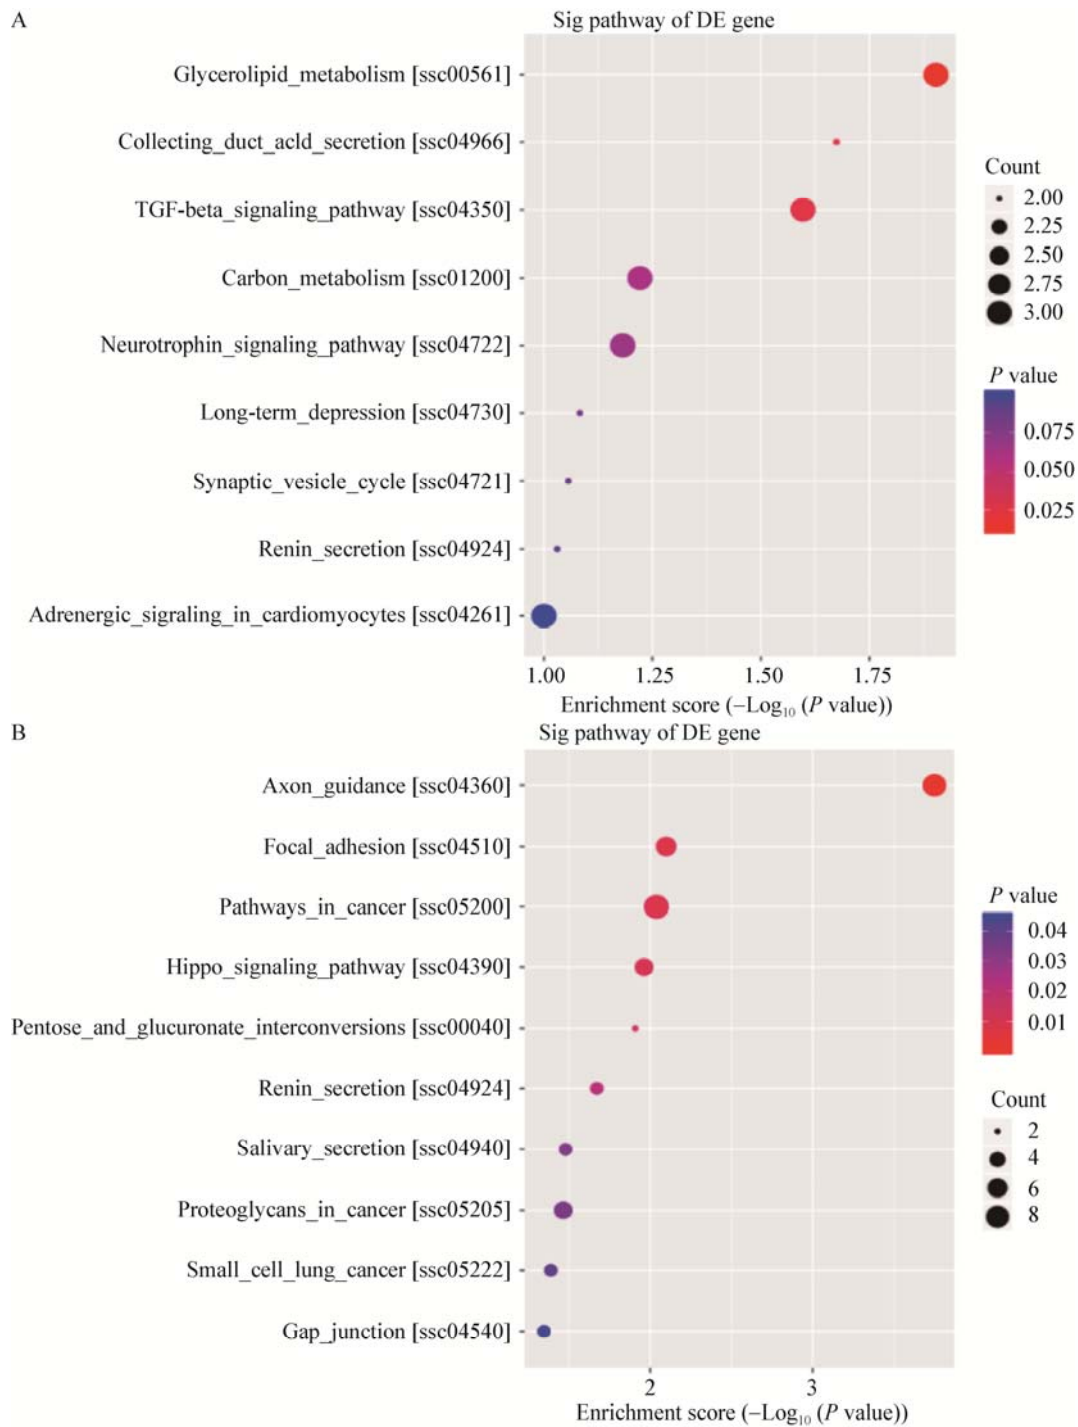 A
Sig pathway of DE gene
Glycerolipid_metabolism [ssc00561]
Collecting_duct_acld_secretion [ssc04966]
TGF-beta_signaling_pathway [ssc04350]
Carbon_metabolism [ssc01200]
Neurotrophin_signaling_pathway [ssc04722]
Long-term_depression [ssc04730]
Synaptic_vesicle_cycle [ssc04721]
Renin_secretion [ssc04924]
Adrenergic_sigraling_in_cardiomyocytes [ssc04261]
Count
2.00
2.25
2.50
2.75
3.00
P value
0.075
0.050
0.025
1.00 1.25 1.50 1.75
Enrichment score (−Log10 (P value))
B
Sig pathway of DE gene
Axon_guidance [ssc04360]
Focal_adhesion [ssc04510]
Pathways_in_cancer [ssc05200]
Hippo_signaling_pathway [ssc04390]
Pentose_and_glucuronate_interconversions [ssc00040]
Renin_secretion [ssc04924]
Salivary_secretion [ssc04940]
Proteoglycans_in_cancer [ssc05205]
Small_cell_lung_cancer [ssc05222]
Gap_junction [ssc04540]
P value
0.04
0.03
0.02
0.01
Count
2
4
6
8
2 3
Enrichment score (−Log10 (P value))